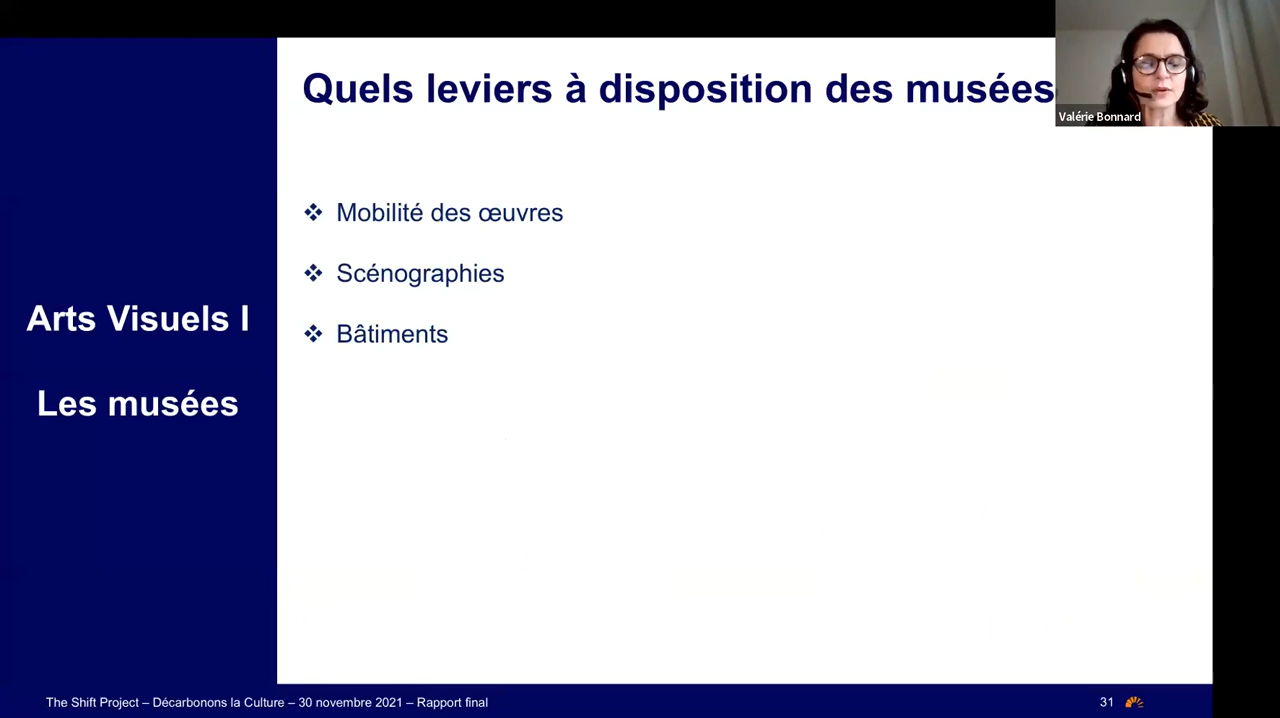 Quels leviers à disposition des musées
Valérie Bonnard
❖ Mobilité des œuvres
❖ Scénographies
❖ Bâtiments
Arts Visuels I
Les musées
The Shift Project – Décarbonons la Culture – 30 novembre 2021 – Rapport final
31